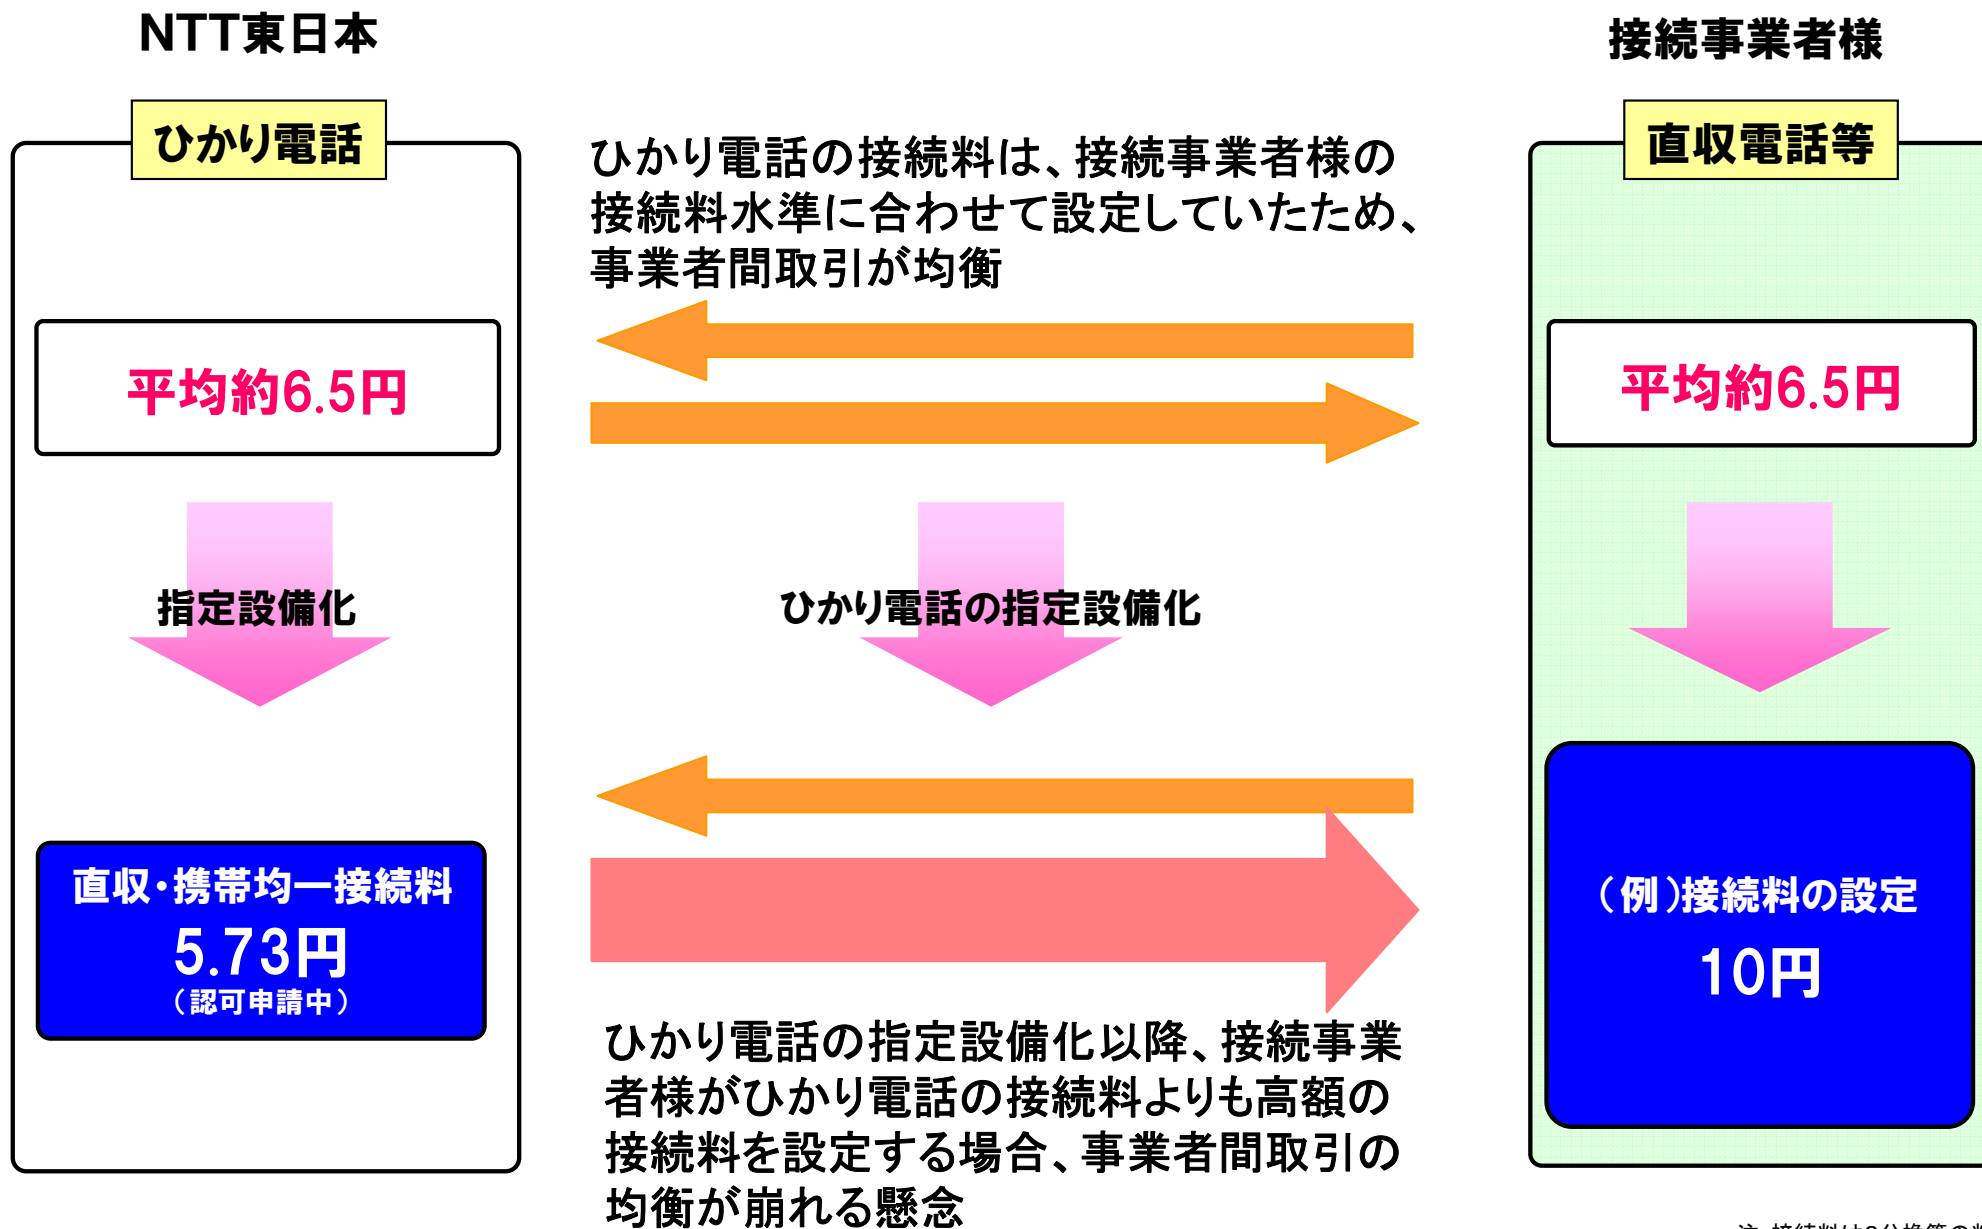 NTT東日本
接続事業者様
ひかり電話
直収電話等
ひかり電話の接続料は、接続事業者様の
接続料水準に合わせて設定していたため、
事業者間取引が均衡
平均約6.5円
平均約6.5円
指定設備化
ひかり電話の指定設備化
直収・携帯均一接続料
5.73円
（認可申請中）
（例）接続料の設定
10円
ひかり電話の指定設備化以降、接続事業
者様がひかり電話の接続料よりも高額の
接続料を設定する場合、事業者間取引の
均衡が崩れる懸念